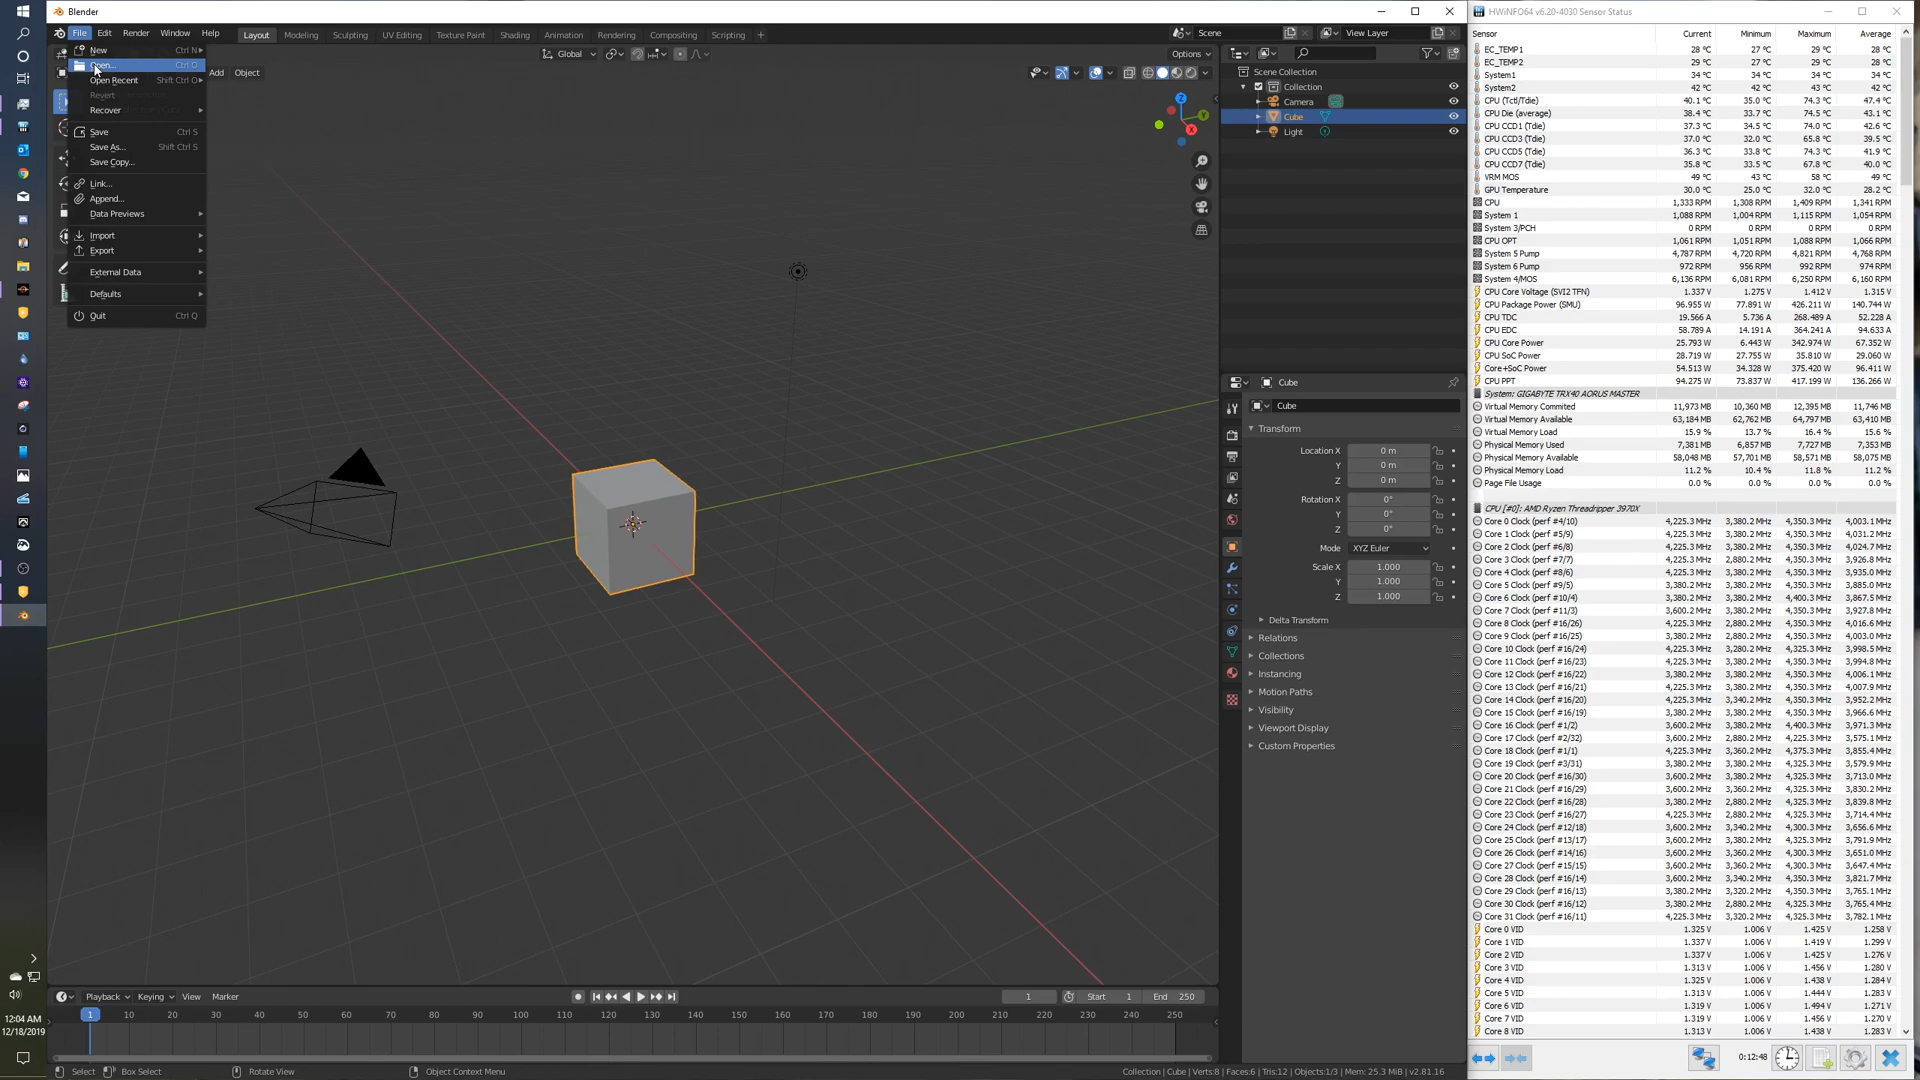 Blender
File Edit Render Window Help
Layout Modeling Sculpting UV Editing Texture Paint Shading Animation Rendering Compositing Scripting +
Scene
View Layer
New Ctrl N
Open... Ctrl O
Open Recent Shift Ctrl O
Revert
Recover
Save Ctrl S
Save As... Shift Ctrl S
Save Copy...
Link...
Append...
Data Previews
Import
Export
External Data
Defaults
Quit Ctrl Q
Add Object
Global
Options
Z
Y
X
Scene Collection
Collection
Camera
Cube
Light
Cube
Cube
Transform
Location X 0 m
Y 0 m
Z 0 m
Rotation X 0°
Y 0°
Z 0°
Mode XYZ Euler
Scale X 1.000
Y 1.000
Z 1.000
Delta Transform
Relations
Collections
Instancing
Motion Paths
Visibility
Viewport Display
Custom Properties
Playback Keying View Marker
1 Start 1 End 250
1 10 20 30 40 50 60 70 80 90 100 110 120 130 140 150 160 170 180 190 200 210 220 230 240 250
Select Box Select Rotate View Object Context Menu
Collection | Cube | Verts:8 | Faces:6 | Tris:12 | Objects:1/3 | Mem: 25.3 MiB | v2.81.16
12:04 AM
12/18/2019
HWiNFO64 v6.20-4030 Sensor Status
Sensor Current Minimum Maximum Average
EC_TEMP1 28 °C 27 °C 29 °C 28 °C
EC_TEMP2 29 °C 27 °C 29 °C 28 °C
System1 34 °C 34 °C 34 °C 34 °C
System2 42 °C 42 °C 43 °C 42 °C
CPU (Tctl/Tdie) 40.1 °C 35.0 °C 74.3 °C 47.4 °C
CPU Die (average) 38.4 °C 33.7 °C 74.5 °C 43.1 °C
CPU CCD1 (Tdie) 37.3 °C 34.5 °C 74.0 °C 42.6 °C
CPU CCD3 (Tdie) 37.0 °C 32.0 °C 65.8 °C 39.5 °C
CPU CCD5 (Tdie) 36.3 °C 33.8 °C 74.3 °C 41.9 °C
CPU CCD7 (Tdie) 35.8 °C 33.5 °C 67.8 °C 40.0 °C
VRM MOS 49 °C 43 °C 58 °C 49 °C
GPU Temperature 30.0 °C 25.0 °C 32.0 °C 28.2 °C
CPU 1,333 RPM 1,308 RPM 1,409 RPM 1,341 RPM
System 1 1,088 RPM 1,004 RPM 1,115 RPM 1,054 RPM
System 3/PCH 0 RPM 0 RPM 0 RPM 0 RPM
CPU OPT 1,061 RPM 1,051 RPM 1,088 RPM 1,066 RPM
System 5 Pump 4,787 RPM 4,720 RPM 4,821 RPM 4,768 RPM
System 6 Pump 972 RPM 956 RPM 992 RPM 974 RPM
System 4/MOS 6,136 RPM 6,081 RPM 6,250 RPM 6,160 RPM
CPU Core Voltage (SVI2 TFN) 1.337 V 1.275 V 1.412 V 1.315 V
CPU Package Power (SMU) 96.955 W 77.891 W 426.211 W 140.744 W
CPU TDC 19.566 A 5.736 A 268.489 A 52.228 A
CPU EDC 58.789 A 14.191 A 364.241 A 94.633 A
CPU Core Power 25.793 W 6.443 W 342.974 W 67.352 W
CPU SoC Power 28.719 W 27.755 W 35.810 W 29.060 W
Core+SoC Power 54.513 W 34.328 W 375.420 W 96.411 W
CPU PPT 94.275 W 73.837 W 417.199 W 136.266 W
System: GIGABYTE TRX40 AORUS MASTER
Virtual Memory Commited 11,973 MB 10,360 MB 12,395 MB 11,746 MB
Virtual Memory Available 63,184 MB 62,762 MB 64,797 MB 63,410 MB
Virtual Memory Load 15.9 % 13.7 % 16.4 % 15.6 %
Physical Memory Used 7,381 MB 6,857 MB 7,727 MB 7,353 MB
Physical Memory Available 58,048 MB 57,701 MB 58,571 MB 58,075 MB
Physical Memory Load 11.2 % 10.4 % 11.8 % 11.2 %
Page File Usage 0.0 % 0.0 % 0.0 % 0.0 %
CPU [#0]: AMD Ryzen Threadripper 3970X
Core 0 Clock (perf #4/10) 4,225.3 MHz 3,380.2 MHz 4,350.3 MHz 4,003.1 MHz
Core 1 Clock (perf #5/9) 4,225.3 MHz 3,380.2 MHz 4,350.3 MHz 4,031.2 MHz
Core 2 Clock (perf #6/8) 4,225.3 MHz 3,380.2 MHz 4,350.3 MHz 4,024.7 MHz
Core 3 Clock (perf #7/7) 4,225.3 MHz 2,880.2 MHz 4,350.3 MHz 3,926.8 MHz
Core 4 Clock (perf #8/6) 4,225.3 MHz 3,380.2 MHz 4,350.3 MHz 3,935.0 MHz
Core 5 Clock (perf #9/5) 4,225.3 MHz 3,380.2 MHz 4,350.3 MHz 3,885.0 MHz
Core 6 Clock (perf #10/4) 3,380.2 MHz 3,380.2 MHz 4,400.3 MHz 3,867.5 MHz
Core 7 Clock (perf #11/3) 3,600.2 MHz 3,380.2 MHz 4,350.3 MHz 3,927.8 MHz
Core 8 Clock (perf #16/26) 3,600.2 MHz 3,380.2 MHz 4,350.3 MHz 4,016.6 MHz
Core 9 Clock (perf #16/25) 4,225.3 MHz 3,380.2 MHz 4,350.3 MHz 4,003.0 MHz
Core 10 Clock (perf #16/24) 4,225.3 MHz 3,380.2 MHz 4,350.3 MHz 3,998.5 MHz
Core 11 Clock (perf #16/23) 4,225.3 MHz 3,380.2 MHz 4,350.3 MHz 3,994.8 MHz
Core 12 Clock (perf #16/22) 4,225.3 MHz 3,380.2 MHz 4,350.3 MHz 4,006.1 MHz
Core 13 Clock (perf #16/21) 4,225.3 MHz 3,380.2 MHz 4,350.3 MHz 4,007.9 MHz
Core 14 Clock (perf #16/20) 4,225.3 MHz 3,340.2 MHz 4,350.3 MHz 3,952.2 MHz
Core 15 Clock (perf #16/19) 3,600.2 MHz 3,380.2 MHz 4,350.3 MHz 3,966.6 MHz
Core 16 Clock (perf #1/2) 3,600.2 MHz 3,380.2 MHz 4,400.3 MHz 3,971.3 MHz
Core 17 Clock (perf #2/32) 3,600.2 MHz 2,880.2 MHz 4,350.3 MHz 3,575.1 MHz
Core 18 Clock (perf #1/1) 4,225.3 MHz 3,360.2 MHz 4,375.3 MHz 3,855.4 MHz
Core 19 Clock (perf #3/31) 3,380.2 MHz 2,880.2 MHz 4,325.3 MHz 3,579.9 MHz
Core 20 Clock (perf #16/30) 3,600.2 MHz 3,380.2 MHz 4,325.3 MHz 3,713.0 MHz
Core 21 Clock (perf #16/29) 3,600.2 MHz 3,360.2 MHz 4,325.3 MHz 3,830.2 MHz
Core 22 Clock (perf #16/28) 3,380.2 MHz 2,880.2 MHz 4,325.3 MHz 3,839.8 MHz
Core 23 Clock (perf #16/27) 3,600.2 MHz 3,380.2 MHz 4,325.3 MHz 3,714.4 MHz
Core 24 Clock (perf #12/18) 3,600.2 MHz 3,340.2 MHz 4,300.3 MHz 3,656.6 MHz
Core 25 Clock (perf #13/17) 3,600.2 MHz 3,380.2 MHz 4,325.3 MHz 3,791.9 MHz
Core 26 Clock (perf #14/16) 3,600.2 MHz 3,380.2 MHz 4,300.3 MHz 3,651.0 MHz
Core 27 Clock (perf #15/15) 3,600.2 MHz 3,360.2 MHz 4,300.3 MHz 3,647.4 MHz
Core 28 Clock (perf #16/14) 3,600.2 MHz 3,340.2 MHz 4,350.3 MHz 3,821.7 MHz
Core 29 Clock (perf #16/13) 3,380.2 MHz 3,320.2 MHz 4,350.3 MHz 3,765.1 MHz
Core 30 Clock (perf #16/12) 3,380.2 MHz 2,880.2 MHz 4,325.3 MHz 3,765.4 MHz
Core 31 Clock (perf #16/11) 4,225.3 MHz 3,320.2 MHz 4,325.3 MHz 3,782.1 MHz
Core 0 VID 1.325 V 1.006 V 1.425 V 1.258 V
Core 1 VID 1.337 V 1.006 V 1.419 V 1.299 V
Core 2 VID 1.337 V 1.006 V 1.425 V 1.276 V
Core 3 VID 1.313 V 1.006 V 1.456 V 1.280 V
Core 4 VID 1.325 V 1.006 V 1.438 V 1.284 V
Core 5 VID 1.313 V 1.006 V 1.444 V 1.283 V
Core 6 VID 1.319 V 1.006 V 1.494 V 1.283 V
Core 7 VID 1.319 V 1.006 V 1.456 V 1.270 V
Core 8 VID 1.313 V 1.006 V 1.438 V 1.283 V
0:12:48